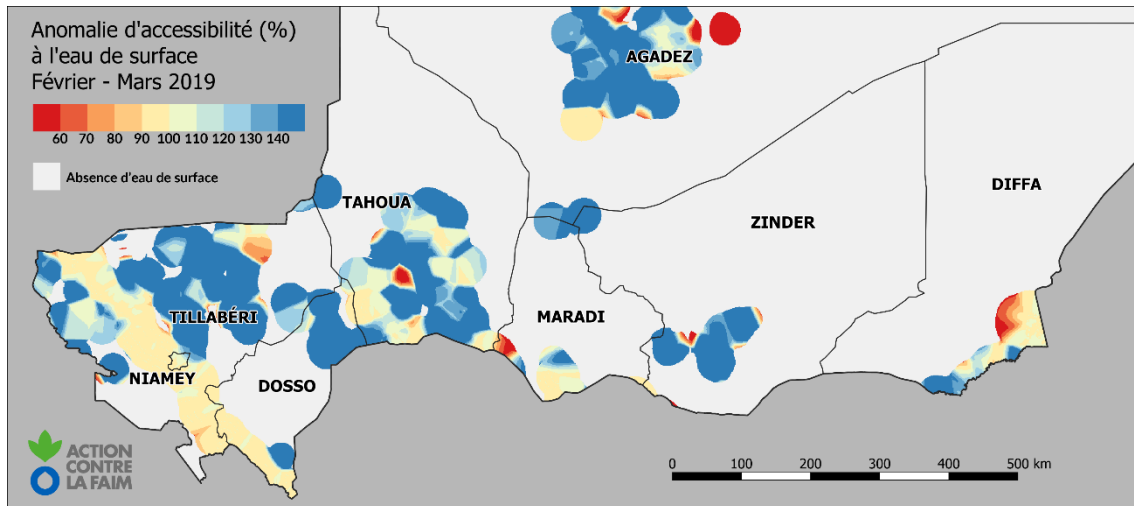 Anomalie d'accessibilité (%)
à l'eau de surface
Février - Mars 2019
60 70 80 90 100 110 120 130 140
Absence d'eau de surface
AGADEZ
TAHOUA
DIFFA
ZINDER
TILLABÉRI
MARADI
NIAMEY
DOSSO
ACTION
CONTRE
LA FAIM
0 100 200 300 400 500 km